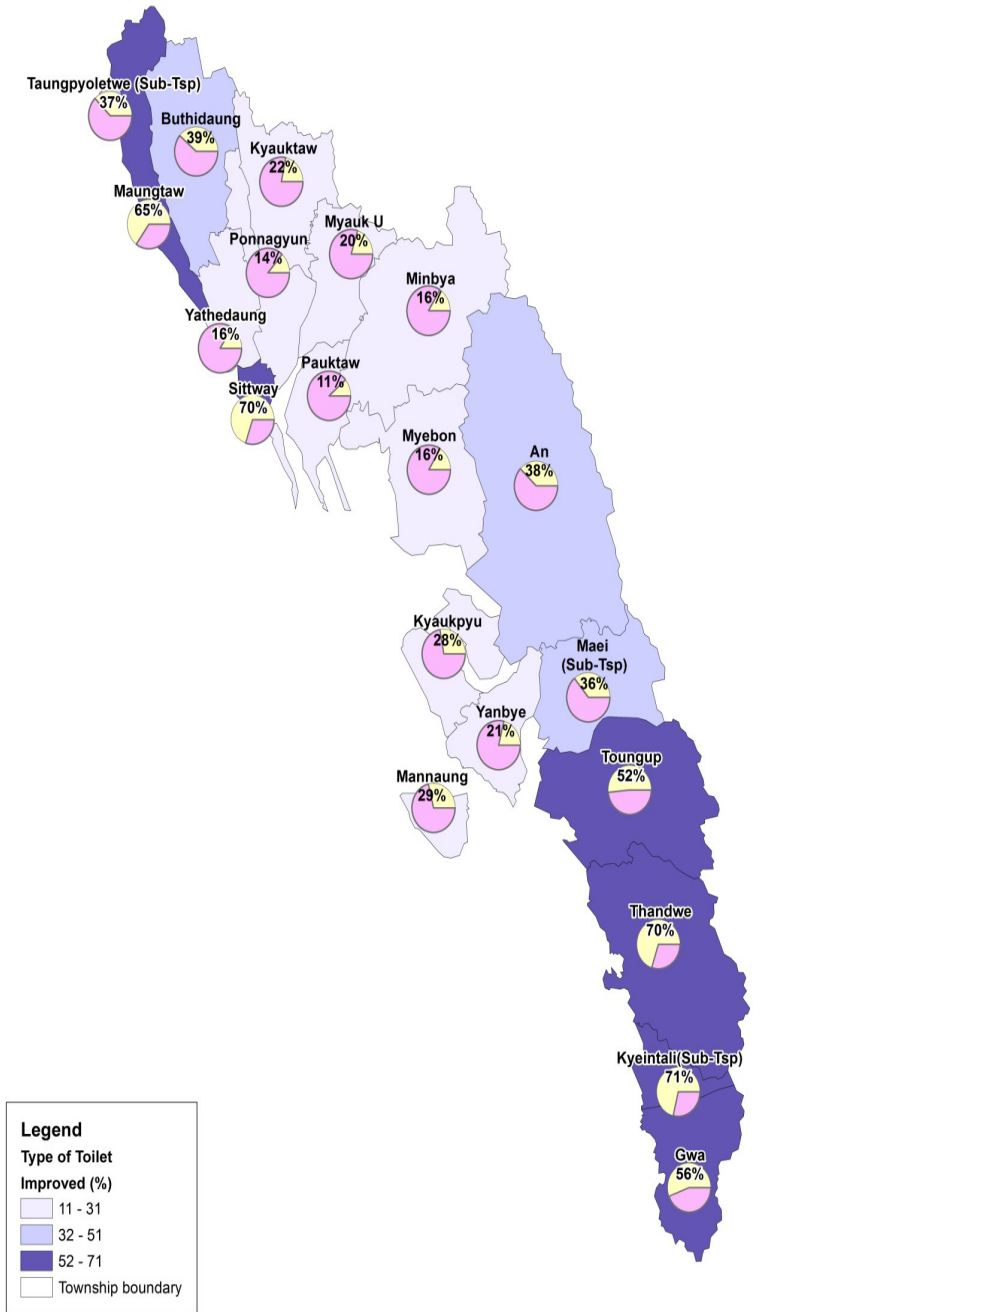 Taungpyoletwe (Sub-Tsp)
37%
Buthidaung
39%
Kyauktaw
22%
Maungtaw
65%
Myauk U
20%
Ponnagyun
14%
Minbya
16%
Yathedaung
16%
Pauktaw
11%
Sittway
70%
Myebon
16%
An
38%
Kyaukpyu
28%
Maei
(Sub-Tsp)
36%
Yanbye
21%
Toungup
52%
Mannaung
29%
Thandwe
70%
Kyeintali(Sub-Tsp)
71%
Gwa
56%
Legend
Type of Toilet
Improved (%)
11 - 31
32 - 51
52 - 71
Township boundary